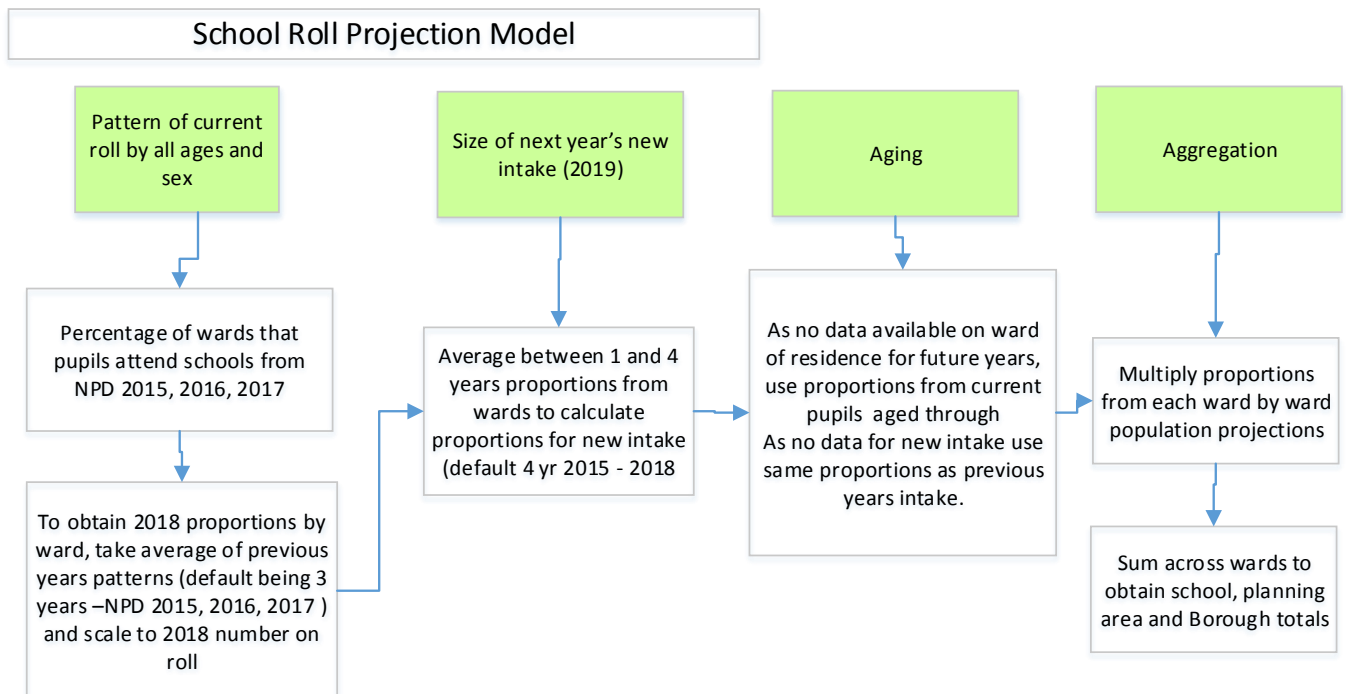 School Roll Projection Model
Pattern of current
roll by all ages and
sex
Percentage of wards that
pupils attend schools from
NPD 2015, 2016, 2017
To obtain 2018 proportions by
ward, take average of previous
years patterns (default being 3
years –NPD 2015, 2016, 2017 )
and scale to 2018 number on
roll
Size of next year’s new
intake (2019)
Average between 1 and 4
years proportions from
wards to calculate
proportions for new intake
(default 4 yr 2015 - 2018
Aging
As no data available on ward
of residence for future years,
use proportions from current
pupils  aged through
As no data for new intake use
same proportions as previous
years intake.
Aggregation
Multiply proportions
from each ward by ward
population projections
Sum across wards to
obtain school, planning
area and Borough totals